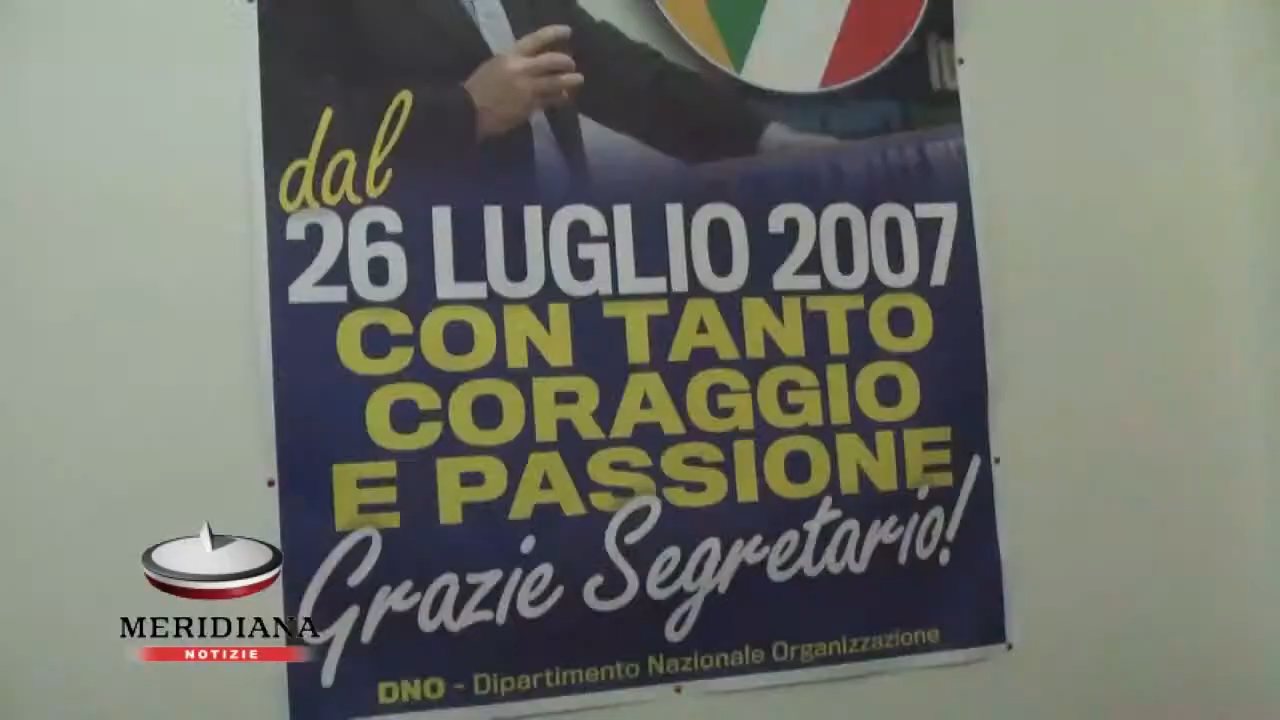 dal
26 LUGLIO 2007
CON TANTO
CORAGGIO
E PASSIONE
Grazie Segretario!
DNO - Dipartimento Nazionale Organizzazione
MERIDIANA
NOTIZIE